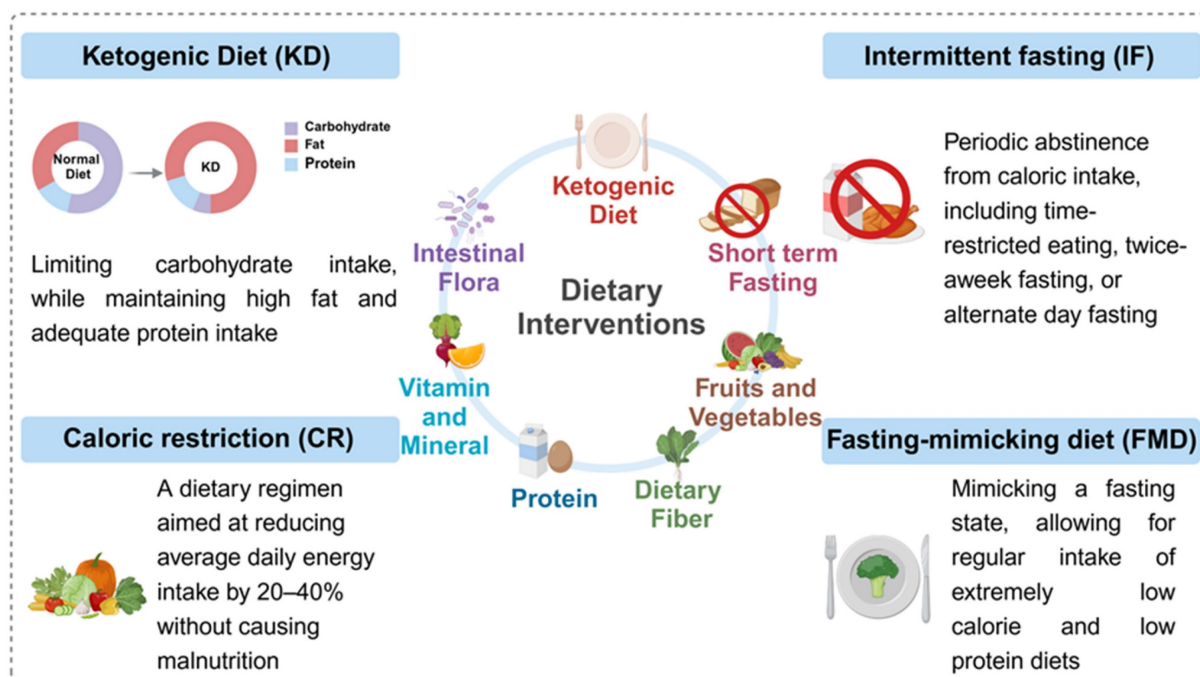 Ketogenic Diet (KD)
Normal
Diet
KD
Carbohydrate
Fat
Protein
Limiting carbohydrate intake,
while maintaining high fat and
adequate protein intake
Intermittent fasting (IF)
Periodic abstinence
from caloric intake,
including time-
restricted eating, twice-
aweek fasting, or
alternate day fasting
Dietary
Interventions
Ketogenic
Diet
Short term
Fasting
Fruits and
Vegetables
Dietary
Fiber
Protein
Vitamin
and
Mineral
Intestinal
Flora
Caloric restriction (CR)
A dietary regimen
aimed at reducing
average daily energy
intake by 20–40%
without causing
malnutrition
Fasting-mimicking diet (FMD)
Mimicking a fasting
state, allowing for
regular intake of
extremely low
calorie and low
protein diets